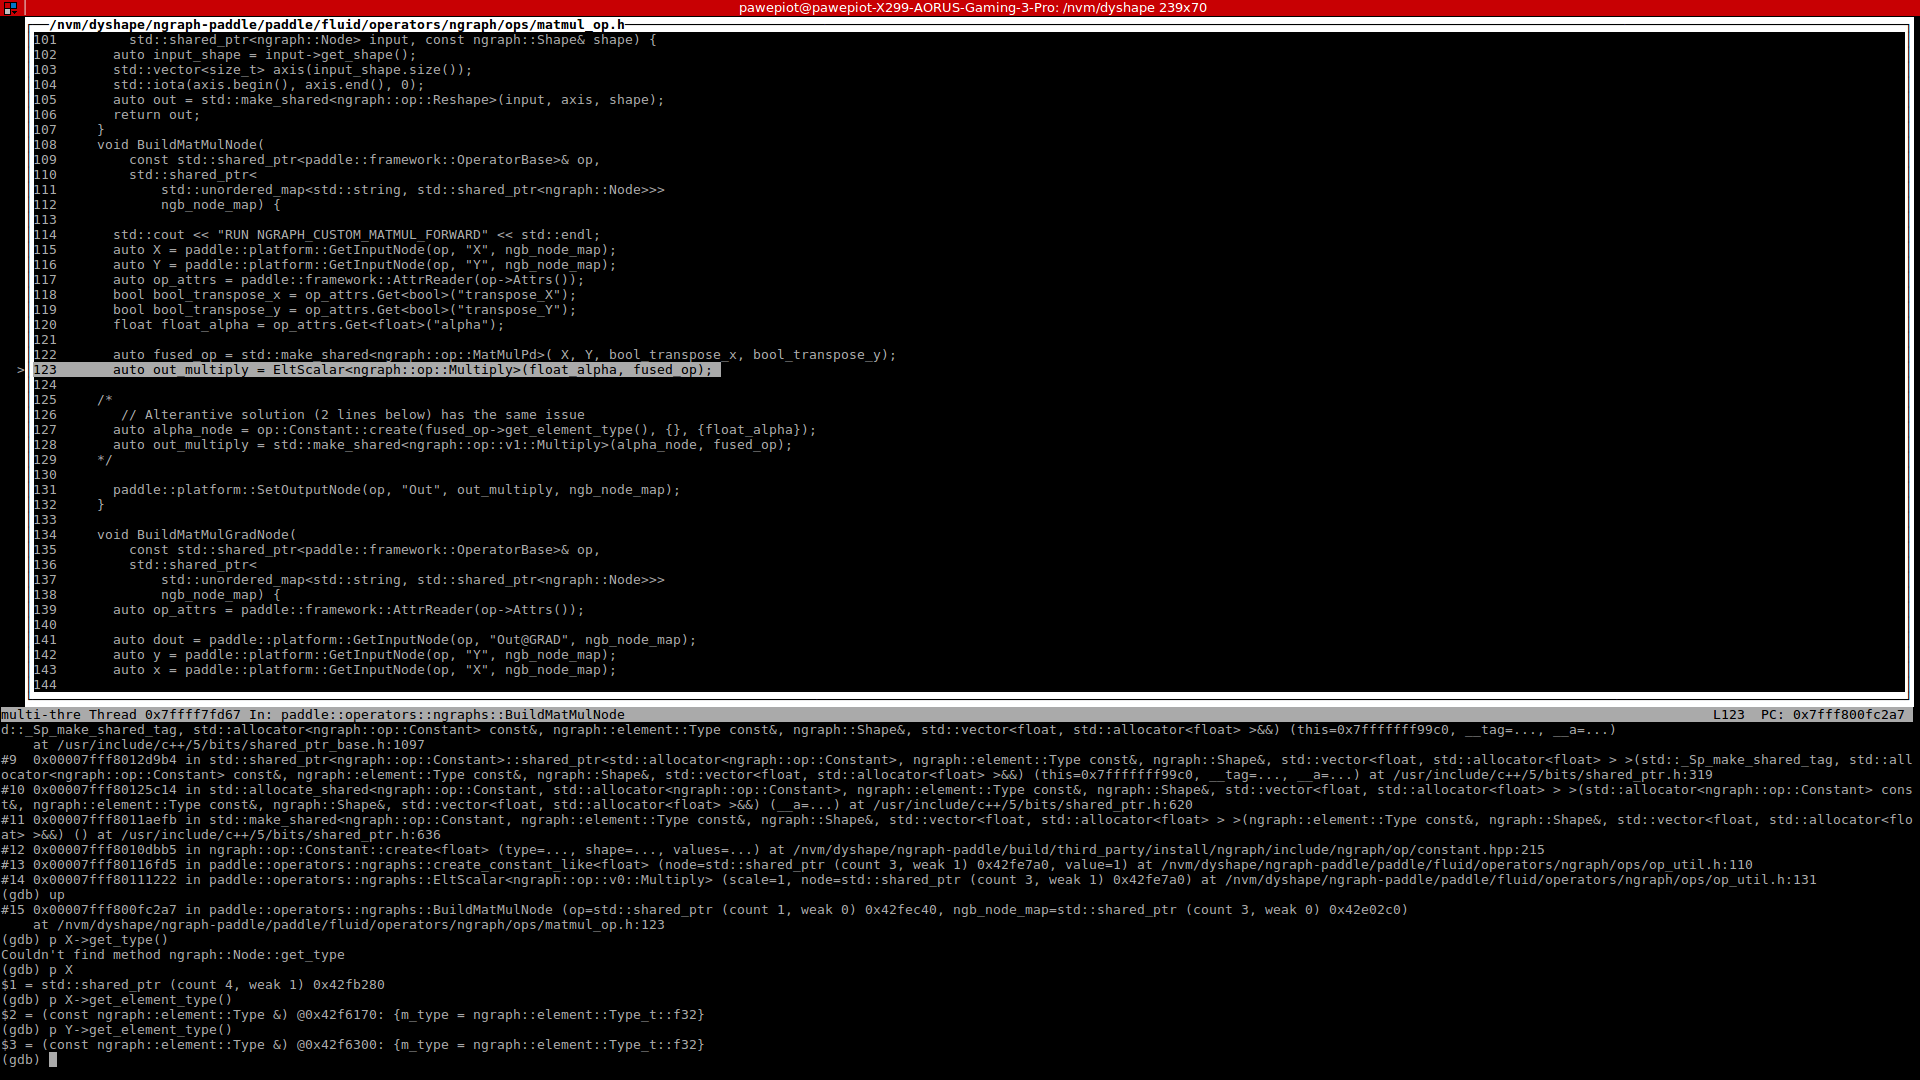 pawepiot@pawepiot-X299-AORUS-Gaming-3-Pro: /nvm/dyshape 239x70
/nvm/dyshape/ngraph-paddle/paddle/fluid/operators/ngraph/ops/matmul_op.h
101         std::shared_ptr<ngraph::Node> input, const ngraph::Shape& shape) {
102       auto input_shape = input->get_shape();
103       std::vector<size_t> axis(input_shape.size());
104       std::iota(axis.begin(), axis.end(), 0);
105       auto out = std::make_shared<ngraph::op::Reshape>(input, axis, shape);
106       return out;
107     }
108     void BuildMatMulNode(
109         const std::shared_ptr<paddle::framework::OperatorBase>& op,
110         std::shared_ptr<
111             std::unordered_map<std::string, std::shared_ptr<ngraph::Node>>>
112             ngb_node_map) {
113
114       std::cout << "RUN NGRAPH_CUSTOM_MATMUL_FORWARD" << std::endl;
115       auto X = paddle::platform::GetInputNode(op, "X", ngb_node_map);
116       auto Y = paddle::platform::GetInputNode(op, "Y", ngb_node_map);
117       auto op_attrs = paddle::framework::AttrReader(op->Attrs());
118       bool bool_transpose_x = op_attrs.Get<bool>("transpose_X");
119       bool bool_transpose_y = op_attrs.Get<bool>("transpose_Y");
120       float float_alpha = op_attrs.Get<float>("alpha");
121
122       auto fused_op = std::make_shared<ngraph::op::MatMulPd>( X, Y, bool_transpose_x, bool_transpose_y);
>123       auto out_multiply = EltScalar<ngraph::op::Multiply>(float_alpha, fused_op);
124
125     /*
126        // Alterantive solution (2 lines below) has the same issue
127       auto alpha_node = op::Constant::create(fused_op->get_element_type(), {}, {float_alpha});
128       auto out_multiply = std::make_shared<ngraph::op::v1::Multiply>(alpha_node, fused_op);
129     */
130
131       paddle::platform::SetOutputNode(op, "Out", out_multiply, ngb_node_map);
132     }
133
134     void BuildMatMulGradNode(
135         const std::shared_ptr<paddle::framework::OperatorBase>& op,
136         std::shared_ptr<
137             std::unordered_map<std::string, std::shared_ptr<ngraph::Node>>>
138             ngb_node_map) {
139       auto op_attrs = paddle::framework::AttrReader(op->Attrs());
140
141       auto dout = paddle::platform::GetInputNode(op, "Out@GRAD", ngb_node_map);
142       auto y = paddle::platform::GetInputNode(op, "Y", ngb_node_map);
143       auto x = paddle::platform::GetInputNode(op, "X", ngb_node_map);
144
multi-thre Thread 0x7ffff7fd67 In: paddle::operators::ngraphs::BuildMatMulNode L123 PC: 0x7fff800fc2a7
d::_Sp_make_shared_tag, std::allocator<ngraph::op::Constant> const&, ngraph::element::Type const&, ngraph::Shape&, std::vector<float, std::allocator<float> >&&) (this=0x7fffffff99c0, __tag=..., __a=...)
    at /usr/include/c++/5/bits/shared_ptr_base.h:1097
#9  0x00007fff8012d9b4 in std::shared_ptr<ngraph::op::Constant>::shared_ptr<std::allocator<ngraph::op::Constant>, ngraph::element::Type const&, ngraph::Shape&, std::vector<float, std::allocator<float> > >(std::_Sp_make_shared_tag, std::all
ocator<ngraph::op::Constant> const&, ngraph::element::Type const&, ngraph::Shape&, std::vector<float, std::allocator<float> >&&) (this=0x7fffffff99c0, __tag=..., __a=...) at /usr/include/c++/5/bits/shared_ptr.h:319
#10 0x00007fff80125c14 in std::allocate_shared<ngraph::op::Constant, std::allocator<ngraph::op::Constant>, ngraph::element::Type const&, ngraph::Shape&, std::vector<float, std::allocator<float> > >(std::allocator<ngraph::op::Constant> cons
t&, ngraph::element::Type const&, ngraph::Shape&, std::vector<float, std::allocator<float> >&&) (__a=...) at /usr/include/c++/5/bits/shared_ptr.h:620
#11 0x00007fff8011aefb in std::make_shared<ngraph::op::Constant, ngraph::element::Type const&, ngraph::Shape&, std::vector<float, std::allocator<float> > >(ngraph::element::Type const&, ngraph::Shape&, std::vector<float, std::allocator<flo
at> >&&) () at /usr/include/c++/5/bits/shared_ptr.h:636
#12 0x00007fff8010dbb5 in ngraph::op::Constant::create<float> (type=..., shape=..., values=...) at /nvm/dyshape/ngraph-paddle/build/third_party/install/ngraph/include/ngraph/op/constant.hpp:215
#13 0x00007fff80116fd5 in paddle::operators::ngraphs::create_constant_like<float> (node=std::shared_ptr (count 3, weak 1) 0x42fe7a0, value=1) at /nvm/dyshape/ngraph-paddle/paddle/fluid/operators/ngraph/ops/op_util.h:110
#14 0x00007fff80111222 in paddle::operators::ngraphs::EltScalar<ngraph::op::v0::Multiply> (scale=1, node=std::shared_ptr (count 3, weak 1) 0x42fe7a0) at /nvm/dyshape/ngraph-paddle/paddle/fluid/operators/ngraph/ops/op_util.h:131
(gdb) up
#15 0x00007fff800fc2a7 in paddle::operators::ngraphs::BuildMatMulNode (op=std::shared_ptr (count 1, weak 0) 0x42fec40, ngb_node_map=std::shared_ptr (count 3, weak 0) 0x42e02c0)
    at /nvm/dyshape/ngraph-paddle/paddle/fluid/operators/ngraph/ops/matmul_op.h:123
(gdb) p X->get_type()
Couldn't find method ngraph::Node::get_type
(gdb) p X
$1 = std::shared_ptr (count 4, weak 1) 0x42fb280
(gdb) p X->get_element_type()
$2 = (const ngraph::element::Type &) @0x42f6170: {m_type = ngraph::element::Type_t::f32}
(gdb) p Y->get_element_type()
$3 = (const ngraph::element::Type &) @0x42f6300: {m_type = ngraph::element::Type_t::f32}
(gdb)